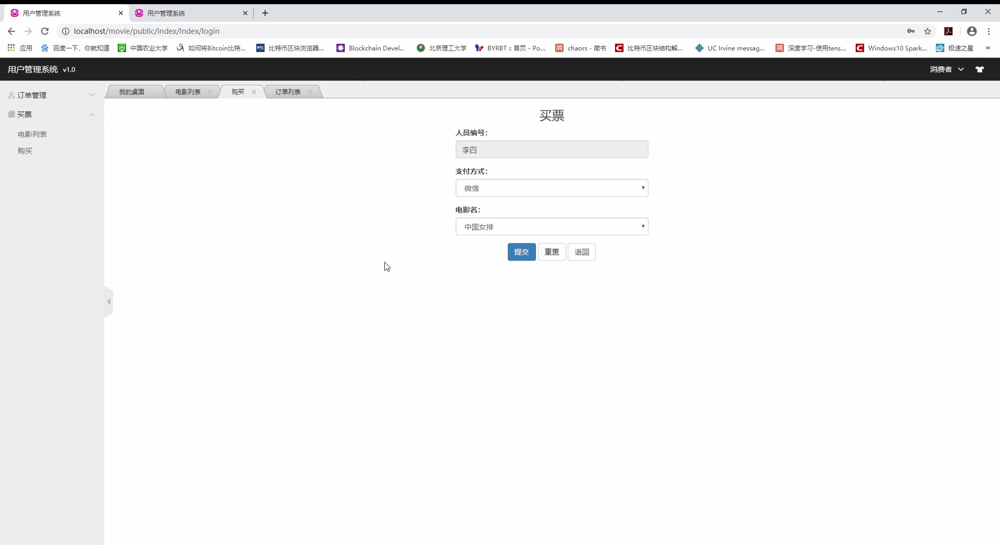 用户管理系统
用户管理系统
localhost/movie/public/index/Index/login
应用
百度一下，你就知道
中国农业大学
如何将Bitcoin比特...
BTC
比特币区块浏览器...
Blockchain Devel...
北京理工大学
BYRBT :: 首页 - Po...
简
chaors - 简书
比特币区块结构解...
UC Irvine messag...
简
深度学习-使用tens...
Windows10 Spark...
极速之星
»
用户管理系统 v1.0
消费者
订单管理
买票
电影列表
购买
我的桌面
电影列表
购买
订单列表
买票
人员编号：
李四
支付方式：
微信
电影名：
中国女排
提交
重置
返回